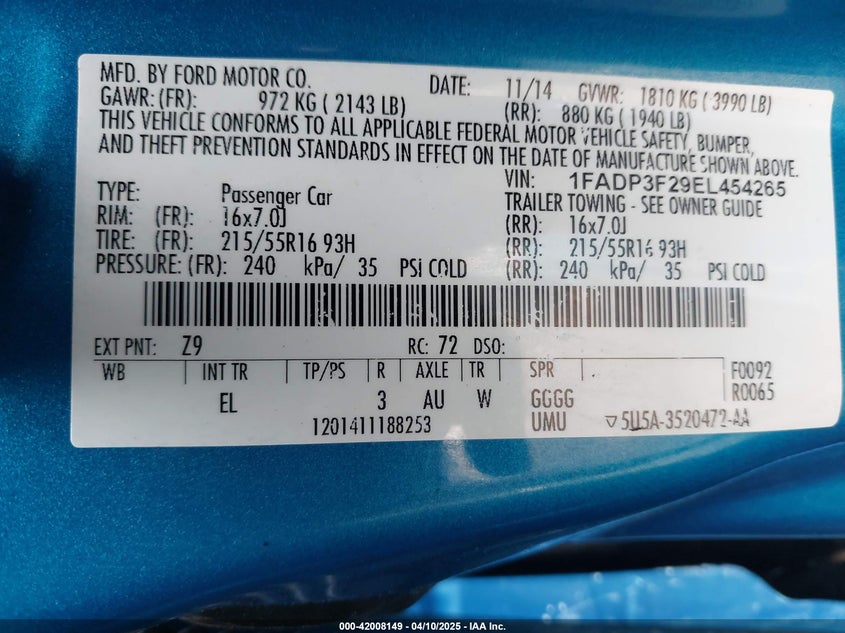 MFD. BY FORD MOTOR CO. DATE: 11/14 GVWR: 1810 KG ( 3990 LB)
GAWR: (FR): 972 KG ( 2143 LB) (RR): 880 KG ( 1940 LB)
THIS VEHICLE CONFORMS TO ALL APPLICABLE FEDERAL MOTOR VEHICLE SAFETY, BUMPER,
AND THEFT PREVENTION STANDARDS IN EFFECT ON THE DATE OF MANUFACTURE SHOWN ABOVE.
VIN: 1FADP3F29EL454265
TYPE: Passenger Car TRAILER TOWING - SEE OWNER GUIDE
RIM: (FR): 16x7.0J (RR): 16x7.0J
TIRE: (FR): 215/55R16 93H (RR): 215/55R16 93H
PRESSURE: (FR): 240 kPa/ 35 PSI COLD (RR): 240 kPa/ 35 PSI COLD
EXT PNT: Z9 RC: 72 DSO:
WB INT TR TP/PS R AXLE TR SPR F0092
EL 3 AU W GGGG R0065
1201411188253 UMU ▽ 5U5A-3520472-AA
000-42008149 - 04/10/2025 - IAA Inc.